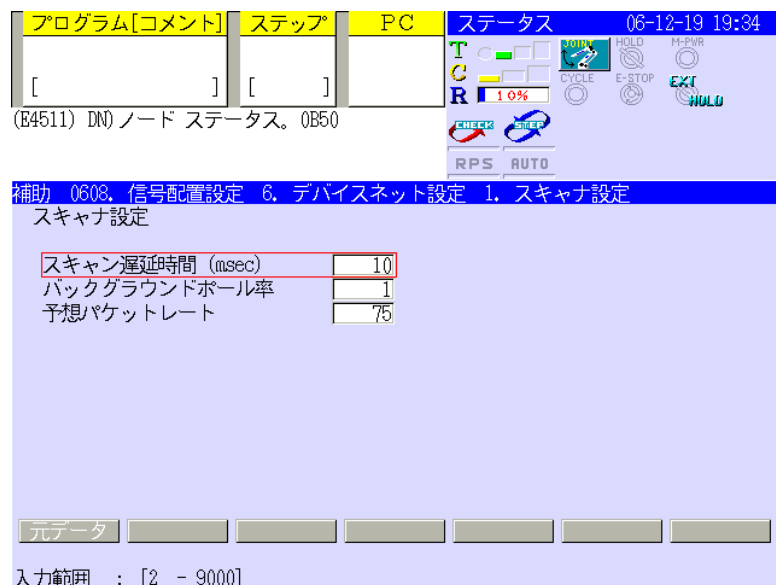 プログラム[コメント] ステップ PC ステータス 06-12-19 19:34
[ ] [ ]
T JOINT HOLD M-PWR
C CYCLE E-STOP EXT HOLD
R 10%
(E4511) DN)ノード ステータス。0B50
CHECK STEP
RPS AUTO
補助 0608. 信号配置設定 6. デバイスネット設定 1. スキャナ設定
スキャナ設定
スキャン遅延時間 (msec) 10
バックグラウンドポール率 1
予想パケットレート 75
元データ
入力範囲 : [2 - 9000]